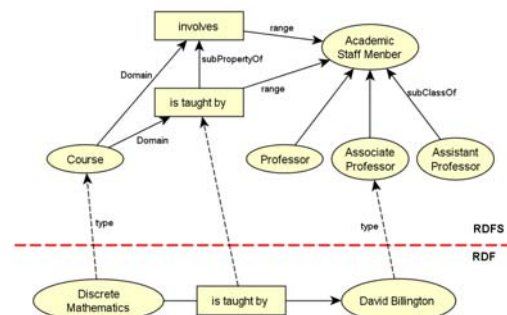 involves
range
Academic
Staff Menber
Domain
subPropertyOf
is taught by
range
subClassOf
Domain
Course
Professor
Associate
Professor
Assistant
Professor
type
type
RDFS
RDF
Discrete
Mathematics
is taught by
David Billington